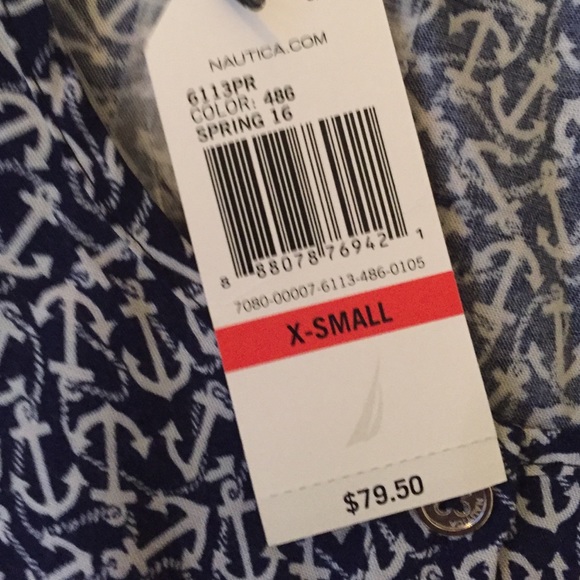 NAUTICA.COM
6113PR
COLOR: 486
SPRING 16
8 88078 76942 1
7080-00007-6113-486-0105
X-SMALL
$79.50